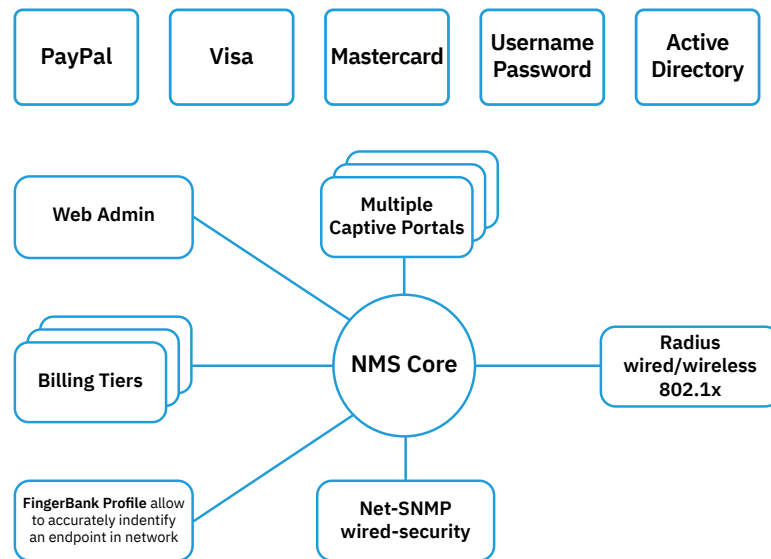 PayPal
Visa
Mastercard
Username
Password
Active
Directory
Web Admin
Multiple
Captive Portals
Billing Tiers
NMS Core
Radius
wired/wireless
802.1x
FingerBank Profile allow
to accurately indentify
an endpoint in network
Net-SNMP
wired-security